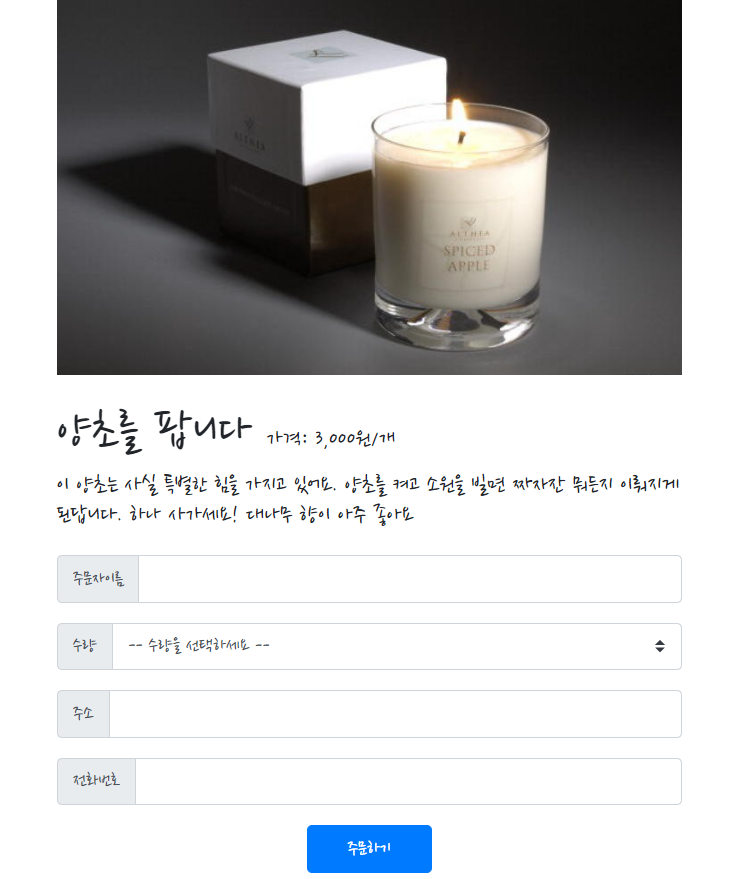 ALTHEA
ALTHEA
SPICED
APPLE
양초를 팝니다 가격: 3,000원/개
이 양초는 사실 특별한 힘을 가지고 있어요. 양초를 켜고 소원을 빌면 짜자잔 뭐든지 이뤄지게
된답니다. 하나 사가세요! 대나무 향이 아주 좋아요
주문자이름
수량 -- 수량을 선택하세요 --
주소
전화번호
주문하기